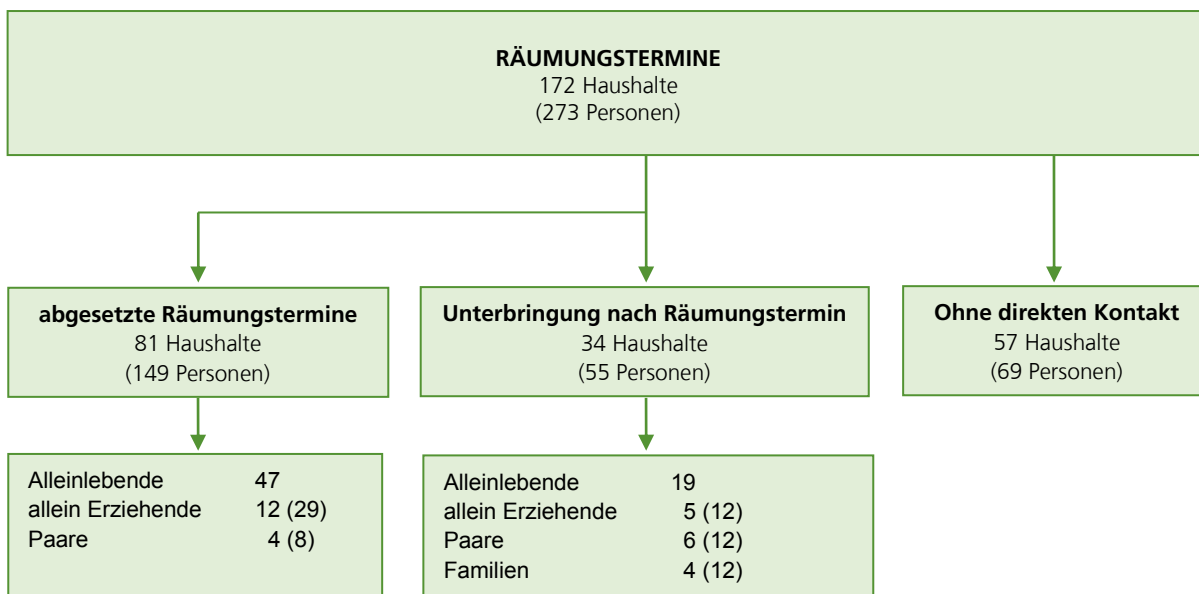 RÄUMUNGSTERMINE
172 Haushalte
(273 Personen)
abgesetzte Räumungstermine
81 Haushalte
(149 Personen)
Unterbringung nach Räumungstermin
34 Haushalte
(55 Personen)
Ohne direkten Kontakt
57 Haushalte
(69 Personen)
Alleinlebende 47
allein Erziehende 12 (29)
Paare 4 (8)
Alleinlebende 19
allein Erziehende 5 (12)
Paare 6 (12)
Familien 4 (12)